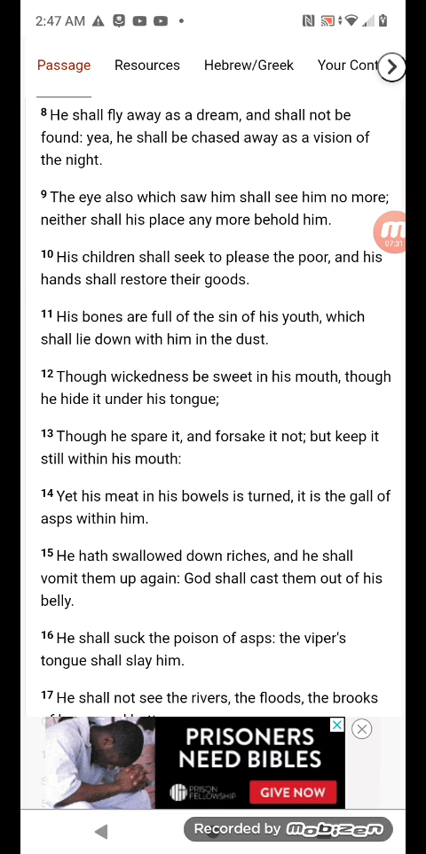 2:47 AM
Passage Resources Hebrew/Greek Your Cont
8 He shall fly away as a dream, and shall not be
found: yea, he shall be chased away as a vision of
the night.
9 The eye also which saw him shall see him no more;
neither shall his place any more behold him.
07:31
10 His children shall seek to please the poor, and his
hands shall restore their goods.
11 His bones are full of the sin of his youth, which
shall lie down with him in the dust.
12 Though wickedness be sweet in his mouth, though
he hide it under his tongue;
13 Though he spare it, and forsake it not; but keep it
still within his mouth:
14 Yet his meat in his bowels is turned, it is the gall of
asps within him.
15 He hath swallowed down riches, and he shall
vomit them up again: God shall cast them out of his
belly.
16 He shall suck the poison of asps: the viper's
tongue shall slay him.
17 He shall not see the rivers, the floods, the brooks
PRISONERS
NEED BIBLES
PRISON
FELLOWSHIP
GIVE NOW
Recorded by mobizen